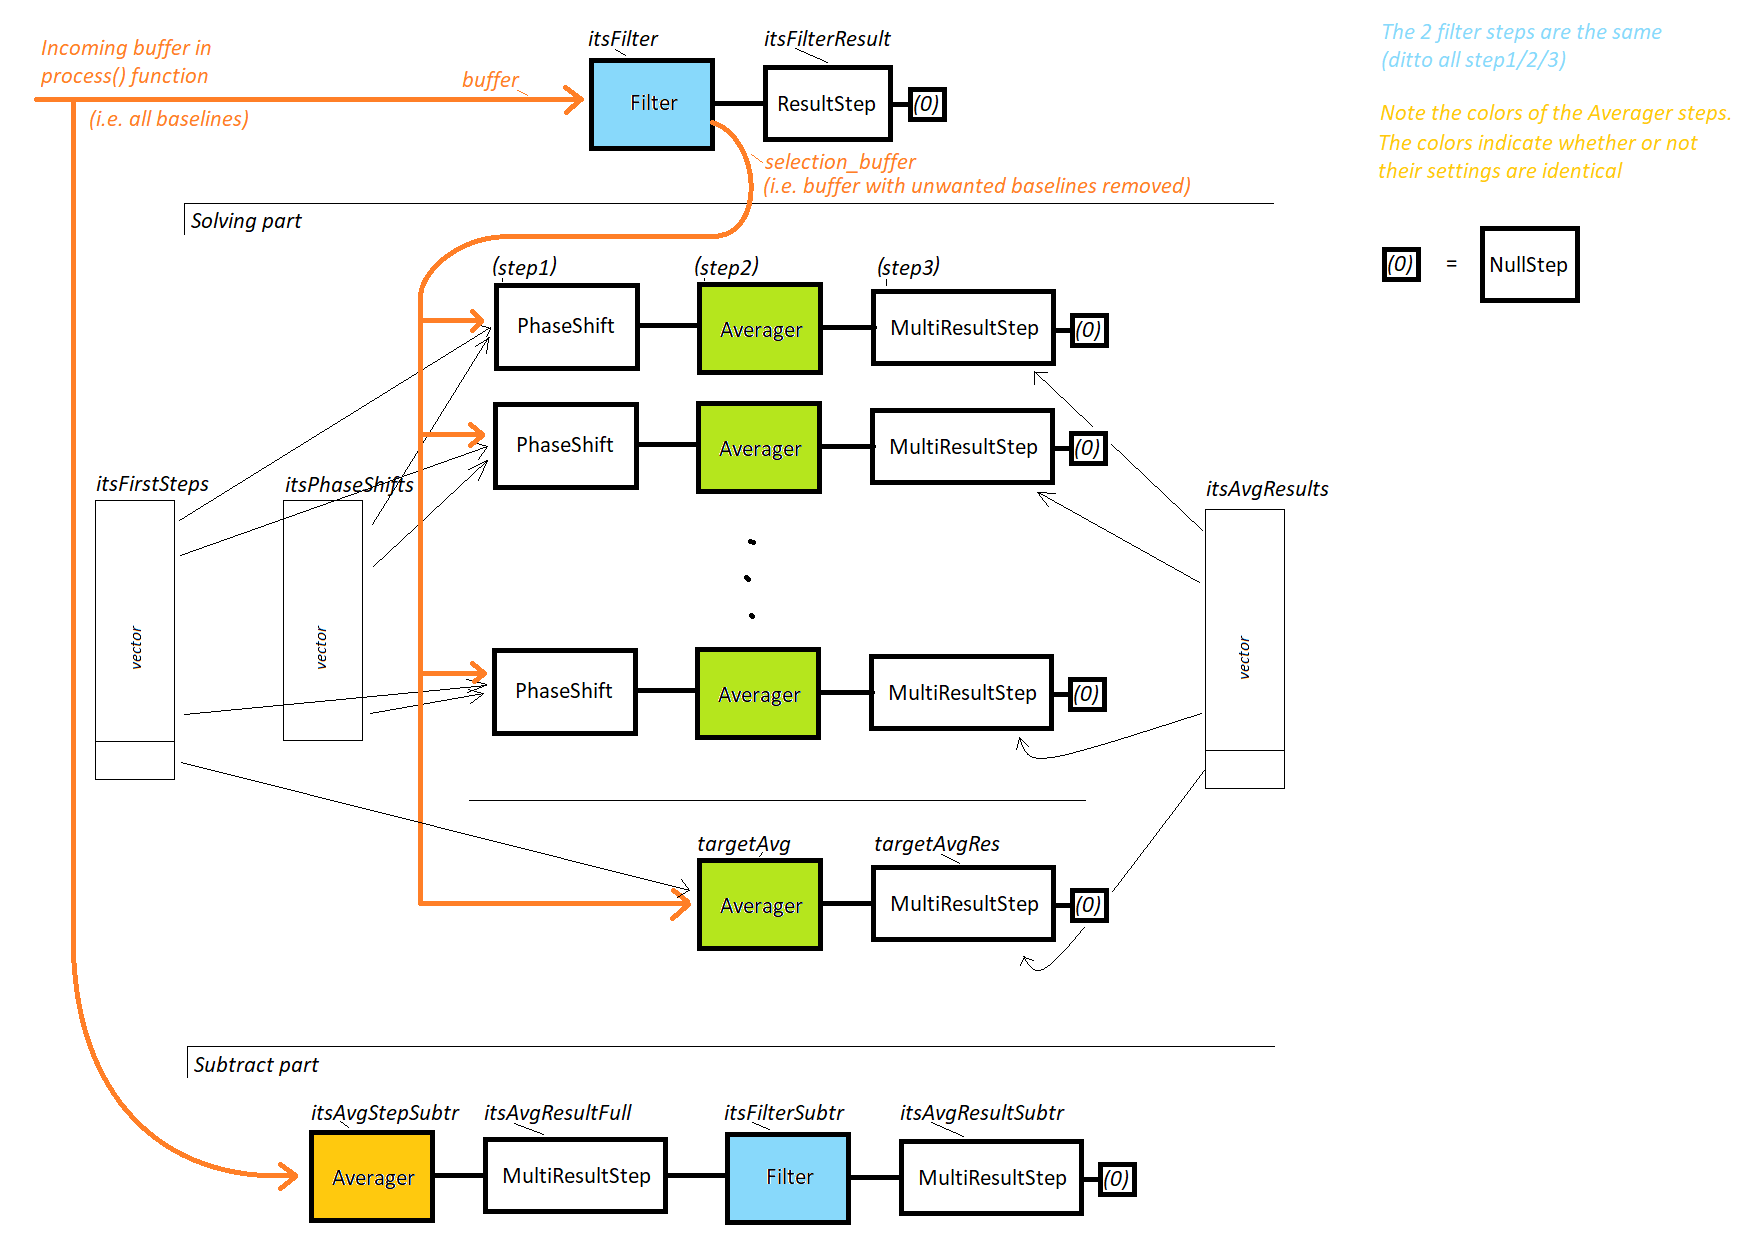 Incoming buffer in
process() function
(i.e. all baselines)
buffer
itsFilter
itsFilterResult
Filter
ResultStep
(0)
selection_buffer
(i.e. buffer with unwanted baselines removed)
The 2 filter steps are the same
(ditto all step1/2/3)
Note the colors of the Averager steps.
The colors indicate whether or not
their settings are identical
(0) = NullStep
Solving part
(step1)
(step2)
(step3)
PhaseShift
Averager
MultiResultStep
(0)
PhaseShift
Averager
MultiResultStep
(0)
itsFirstSteps
itsPhaseShifts
itsAvgResults
vector
vector
vector
PhaseShift
Averager
MultiResultStep
(0)
targetAvg
targetAvgRes
Averager
MultiResultStep
(0)
Subtract part
itsAvgStepSubtr
itsAvgResultFull
itsFilterSubtr
itsAvgResultSubtr
Averager
MultiResultStep
Filter
MultiResultStep
(0)